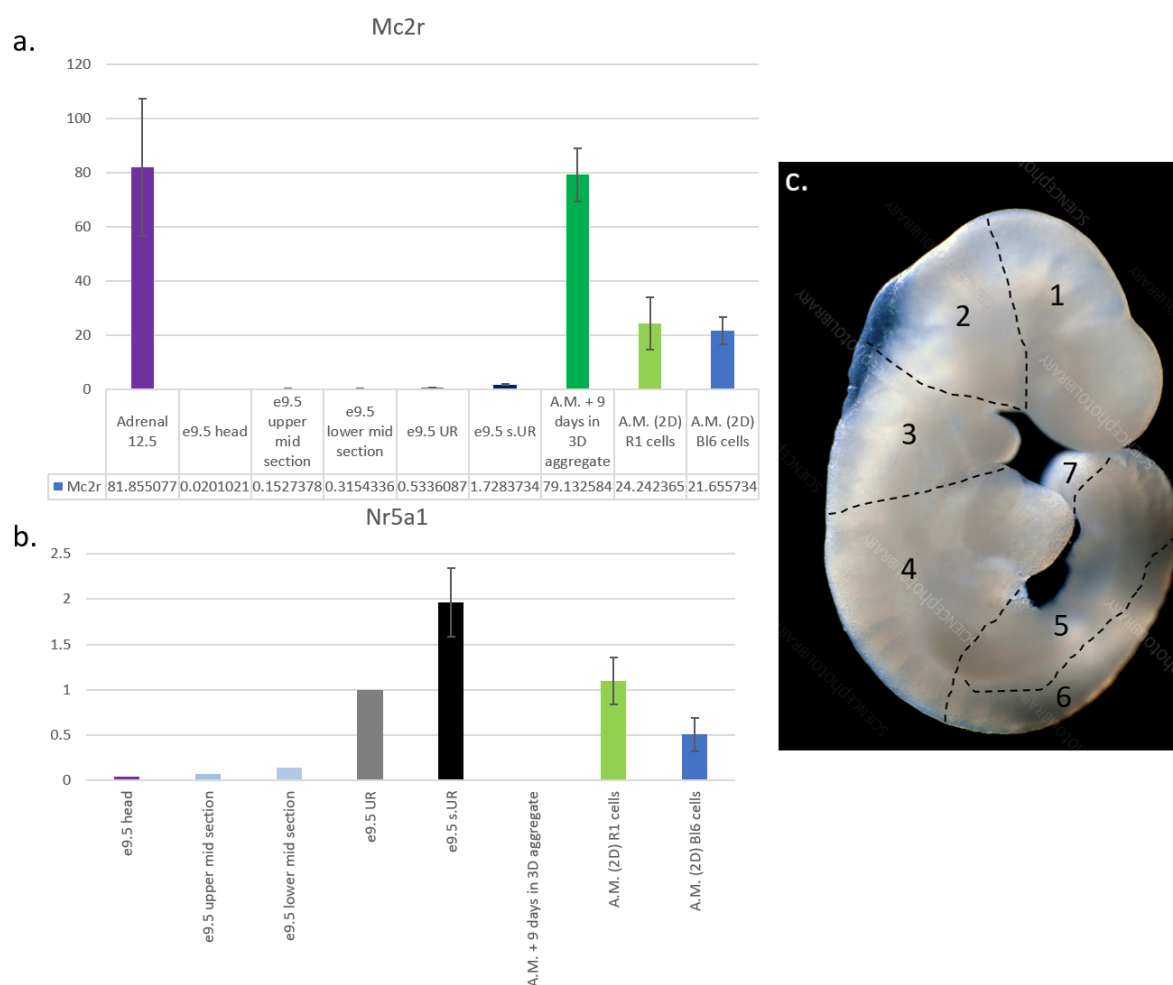 a.
Mc2r
120
100
80
60
40
20
0
Adrenal 12.5
e9.5 head
e9.5 upper mid section
e9.5 lower mid section
e9.5 UR
e9.5 s.UR
A.M. + 9 days in 3D aggregate
A.M. (2D) R1 cells
A.M. (2D) Bl6 cells
Mc2r 81.855077 0.0201021 0.1527378 0.3154336 0.5336087 1.7283734 79.132584 24.242365 21.655734
b.
Nr5a1
2.5
2
1.5
1
0.5
0
e9.5 head
e9.5 upper mid section
e9.5 lower mid section
e9.5 UR
e9.5 s.UR
A.M. + 9 days in 3D aggregate
A.M. (2D) R1 cells
A.M. (2D) Bl6 cells
c.
1
2
3
7
4
5
6
SCIENCEPHOTOLIBRARY